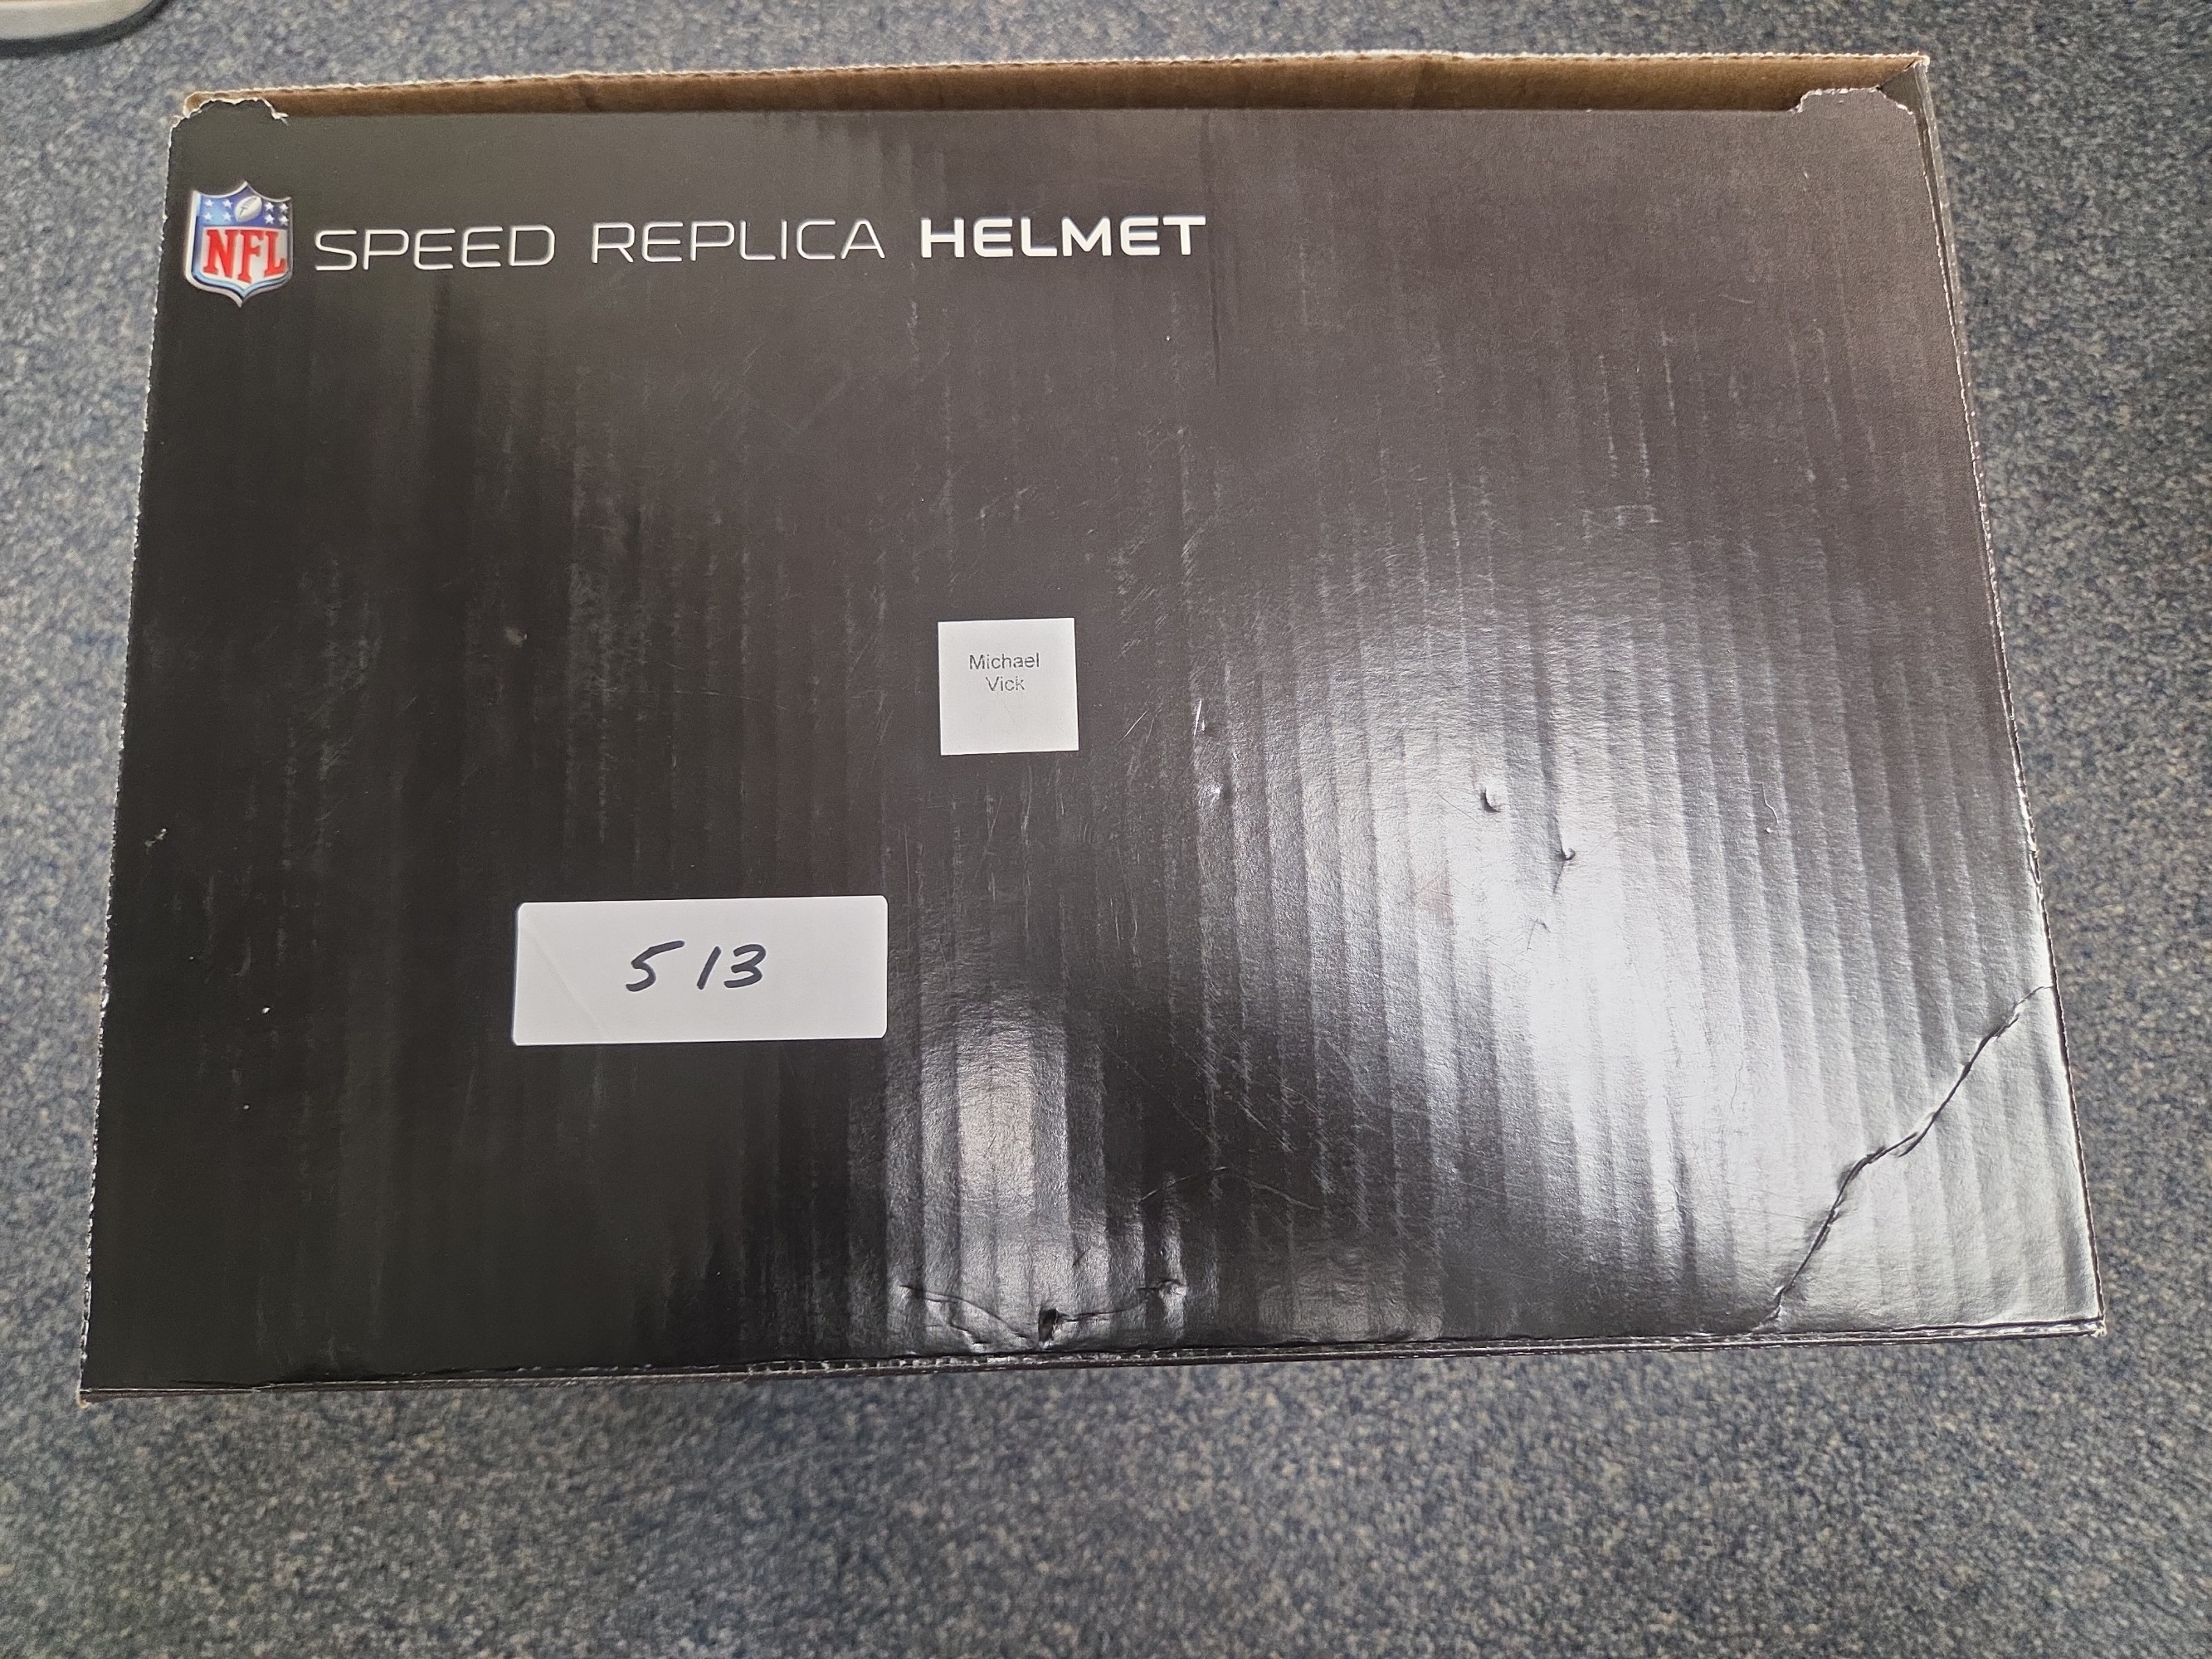 NFL SPEED REPLICA HELMET
Michael
Vick
513